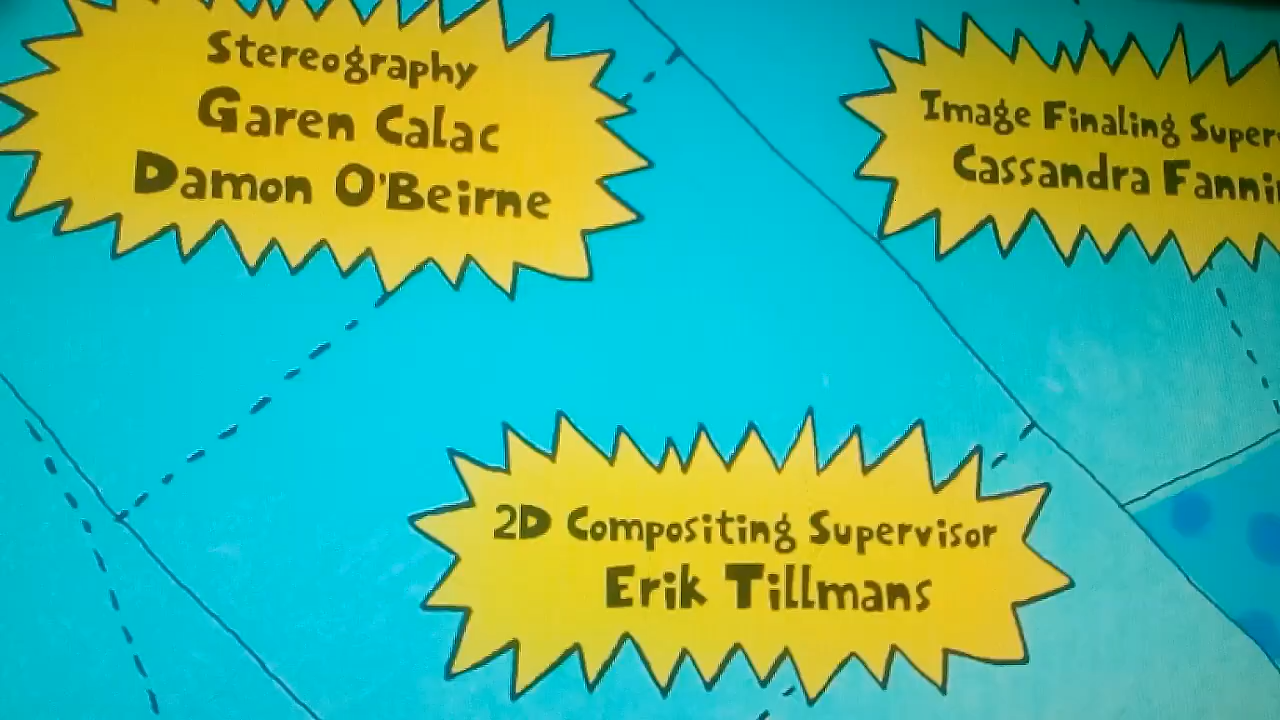 Stereography
Garen Calac
Damon O'Beirne
Image Finaling
Cassandra
2D Compositing Supervisor
Erik Tillmans